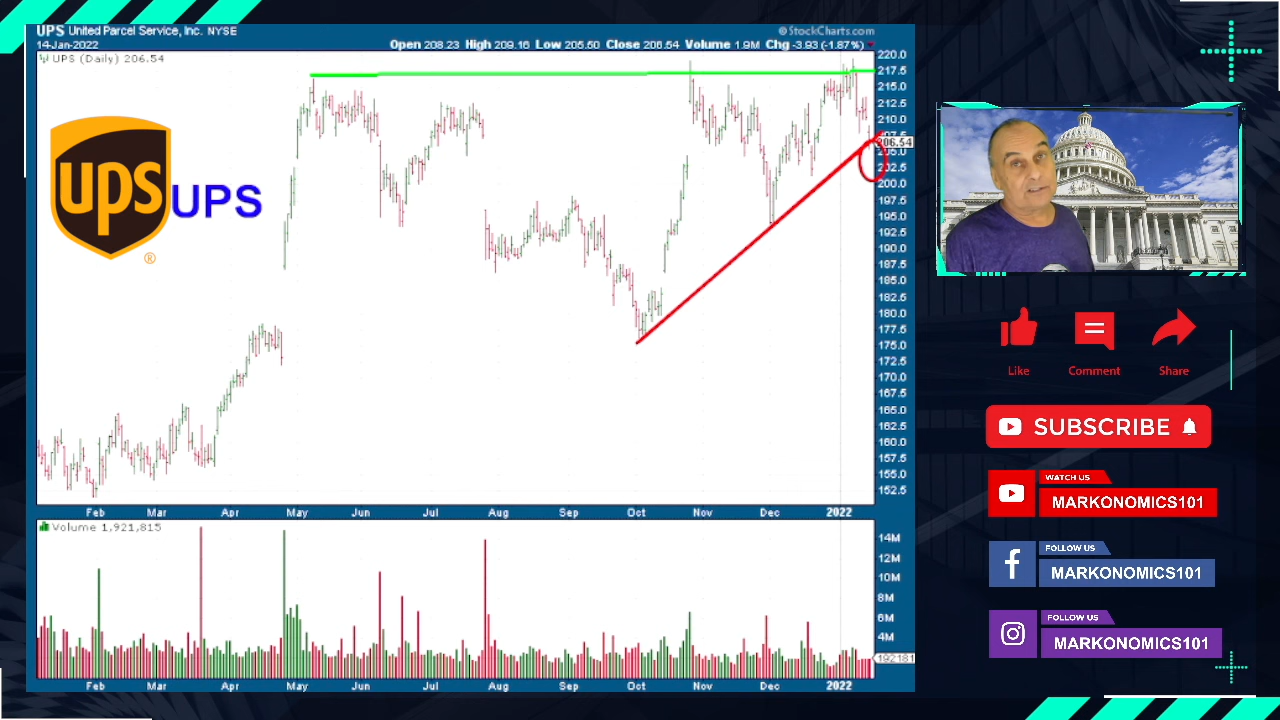 UPS United Parcel Service, Inc. NYSE
© StockCharts.com
14-Jan-2022
Open 208.23 High 209.16 Low 205.50 Close 206.54 Volume 1.9M Chg -3.93 (-1.87%)
UPS (Daily) 206.54
220.0
217.5
215.0
212.5
210.0
207.5
206.54
205.0
202.5
200.0
197.5
195.0
192.5
190.0
187.5
185.0
182.5
180.0
177.5
175.0
172.5
170.0
167.5
165.0
162.5
160.0
157.5
155.0
152.5
ups
®
UPS
Feb Mar Apr May Jun Jul Aug Sep Oct Nov Dec 2022
Volume 1,921,815
14M
12M
10M
8M
6M
4M
Feb Mar Apr May Jun Jul Aug Sep Oct Nov Dec 2022
Like Comment Share
SUBSCRIBE
WATCH US
MARKONOMICS101
FOLLOW US
MARKONOMICS101
FOLLOW US
MARKONOMICS101